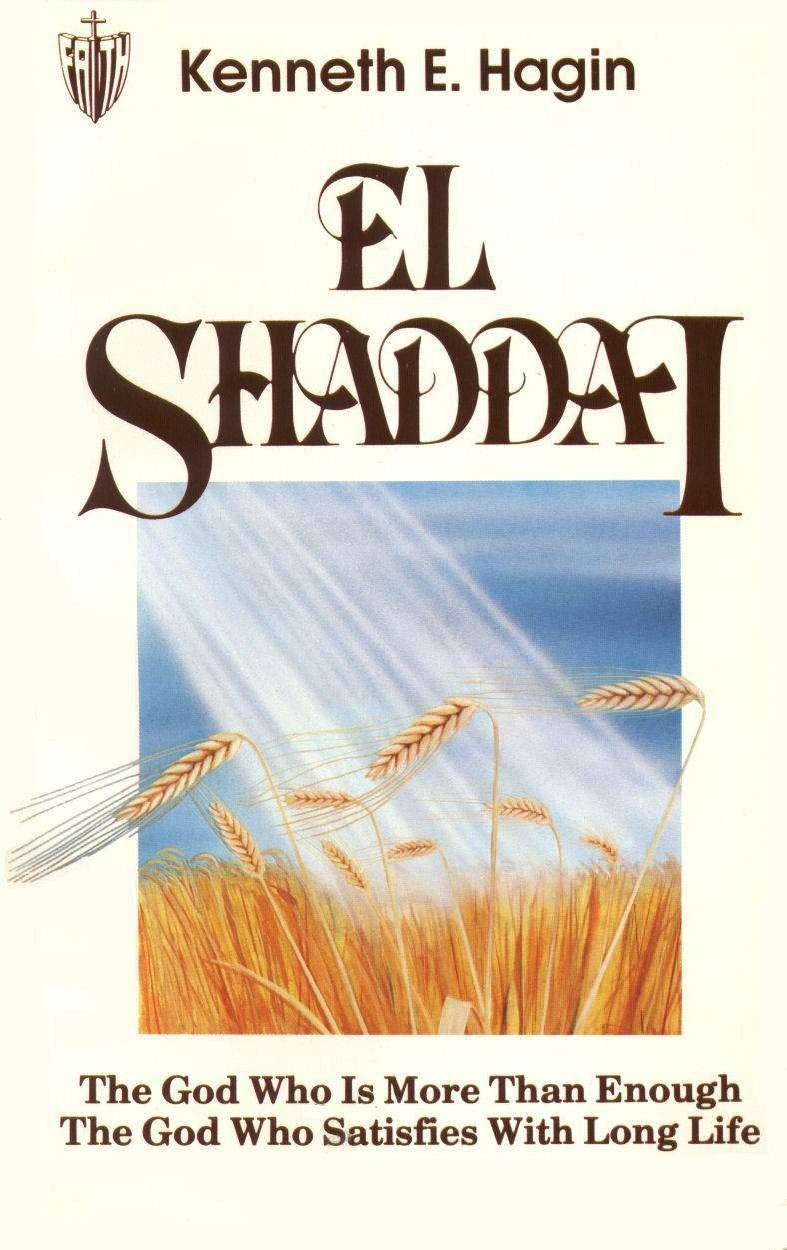 FAITH
Kenneth E. Hagin
EL
SHADDAI
The God Who Is More Than Enough
The God Who Satisfies With Long Life